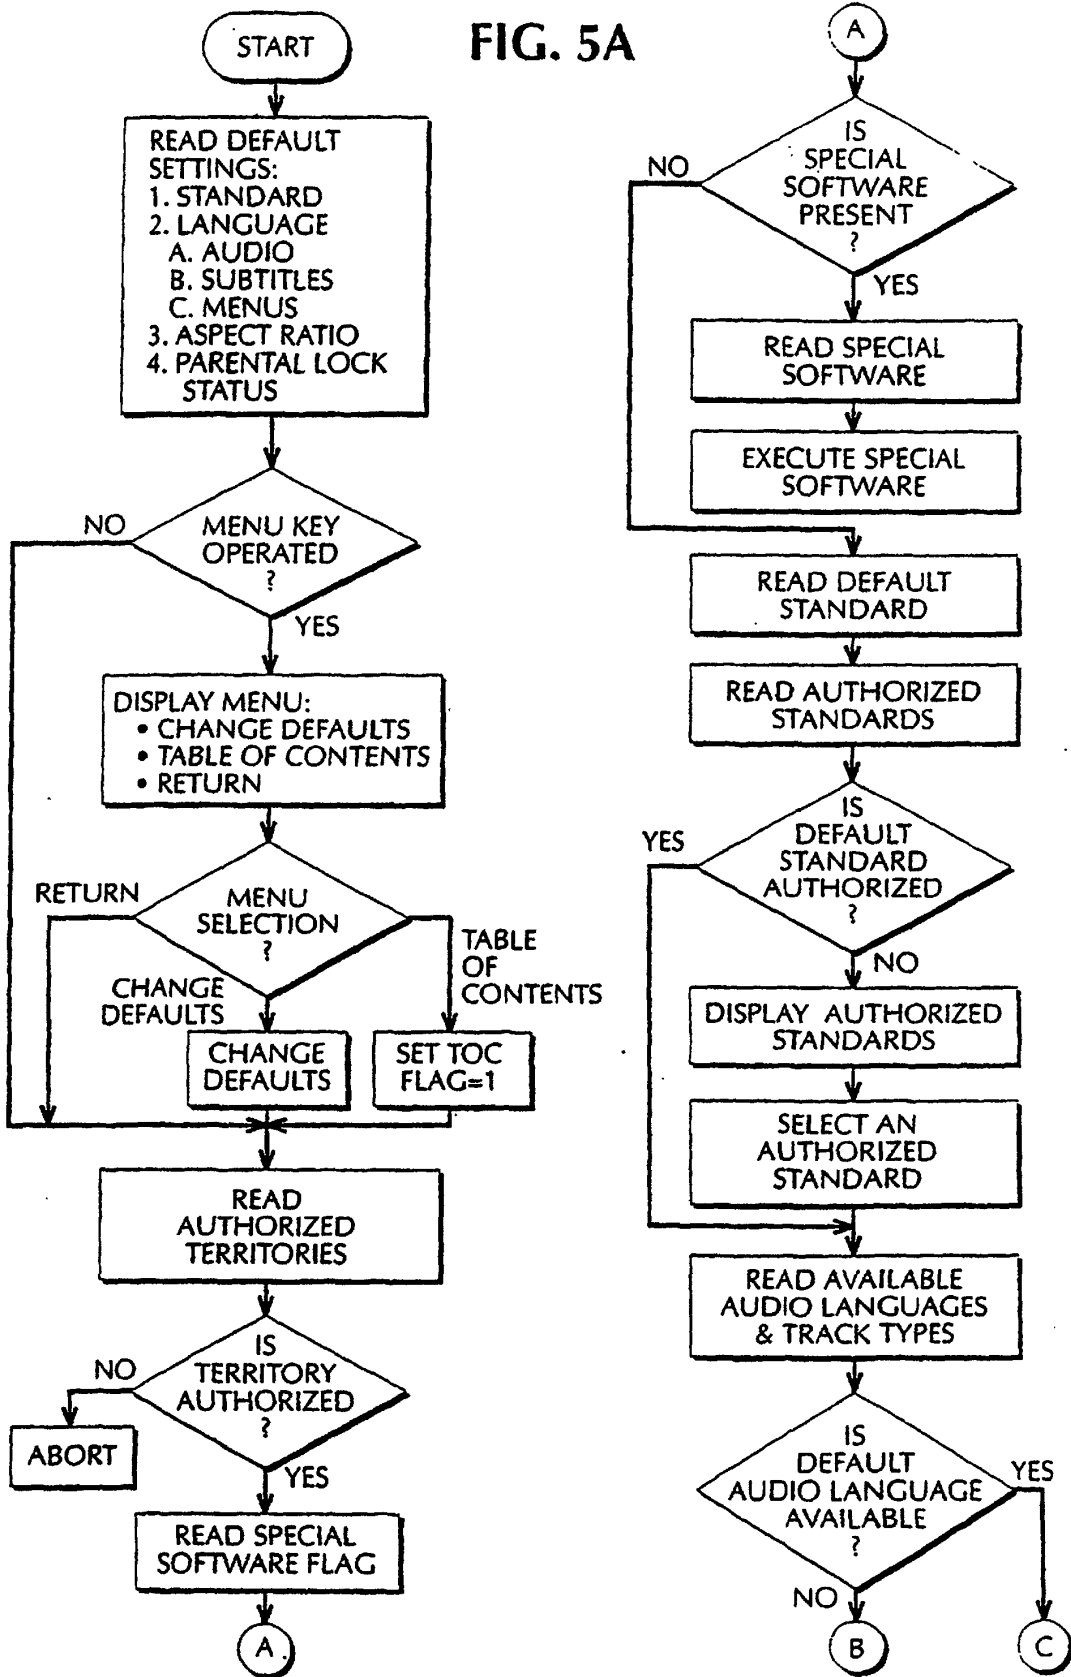 FIG. 5A
START
READ DEFAULT
SETTINGS:
1. STANDARD
2. LANGUAGE
A. AUDIO
B. SUBTITLES
C. MENUS
3. ASPECT RATIO
4. PARENTAL LOCK
STATUS
NO
MENU KEY
OPERATED
?
YES
DISPLAY MENU:
• CHANGE DEFAULTS
• TABLE OF CONTENTS
• RETURN
RETURN
MENU
SELECTION
?
CHANGE
DEFAULTS
TABLE
OF
CONTENTS
CHANGE
DEFAULTS
SET TOC
FLAG=1
READ
AUTHORIZED
TERRITORIES
NO
IS
TERRITORY
AUTHORIZED
?
ABORT
YES
READ SPECIAL
SOFTWARE FLAG
A
A
NO
IS
SPECIAL
SOFTWARE
PRESENT
?
YES
READ SPECIAL
SOFTWARE
EXECUTE SPECIAL
SOFTWARE
READ DEFAULT
STANDARD
READ AUTHORIZED
STANDARDS
YES
IS
DEFAULT
STANDARD
AUTHORIZED
?
NO
DISPLAY AUTHORIZED
STANDARDS
SELECT AN
AUTHORIZED
STANDARD
READ AVAILABLE
AUDIO LANGUAGES
& TRACK TYPES
IS
DEFAULT
AUDIO LANGUAGE
AVAILABLE
?
YES
NO
B
C